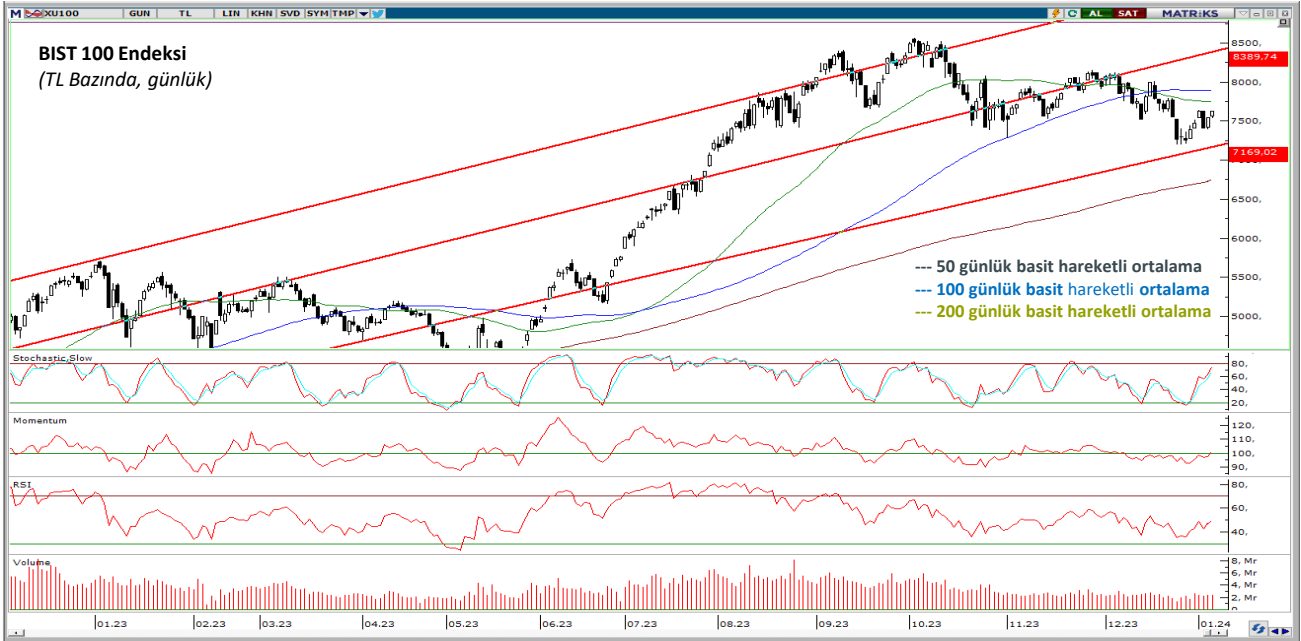 M XU100 GUN TL LIN KHN SVD SYM TMP AL SAT MATRiKS
BIST 100 Endeksi
(TL Bazında, günlük)
8500,
8389,74
8000,
7500,
7169,02
7000,
6500,
6000,
5500,
5000,
--- 50 günlük basit hareketli ortalama
--- 100 günlük basit hareketli ortalama
--- 200 günlük basit hareketli ortalama
Stochastic,Slow
80,
60,
40,
20,
Momentum
120,
110,
100,
90,
RSI
80,
60,
40,
Volume
8, Mr
6, Mr
4, Mr
2, Mr
01.23 02.23 03.23 04.23 05.23 06.23 07.23 08.23 09.23 10.23 11.23 12.23 01.24